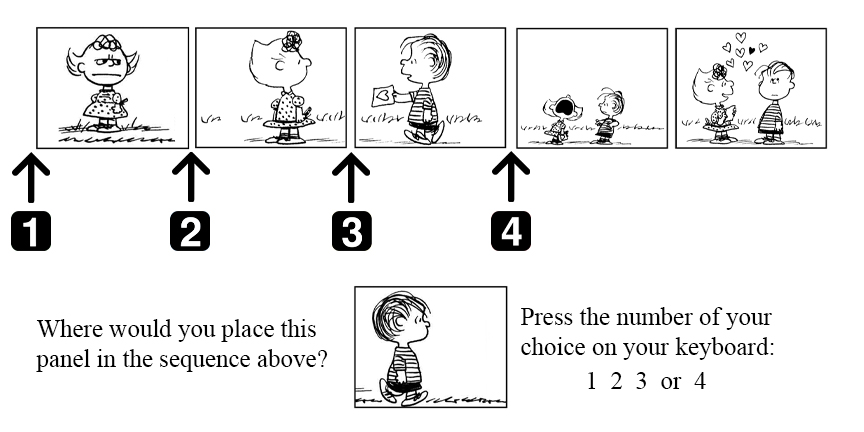 1 2 3 4
Where would you place this
panel in the sequence above?
Press the number of your
choice on your keyboard:
1 2 3 or 4